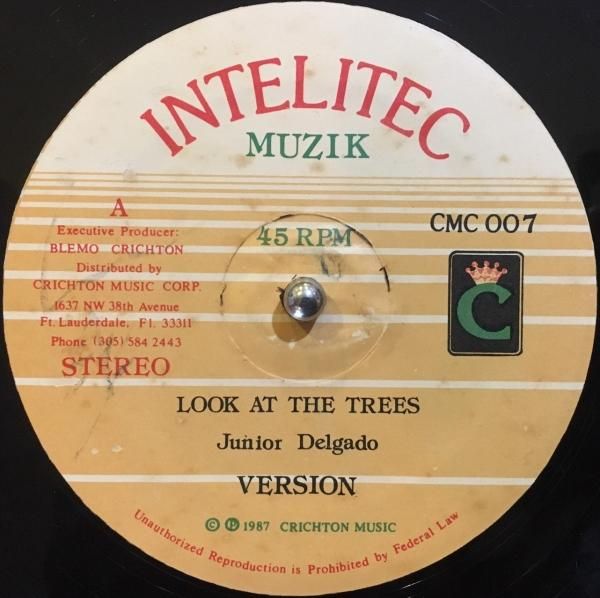 INTELITEC
MUZIK
A
Executive Producer:
BLEMO CRICHTON
Distributed by
CRICHTON MUSIC CORP.
1637 NW 38th Avenue
Ft. Lauderdale, Fl. 33311
Phone (305) 584 2443
STEREO
45 RPM
CMC 007
C
LOOK AT THE TREES
Junior Delgado
VERSION
© ℗ 1987 CRICHTON MUSIC
Unauthorized Reproduction is Prohibited by Federal Law